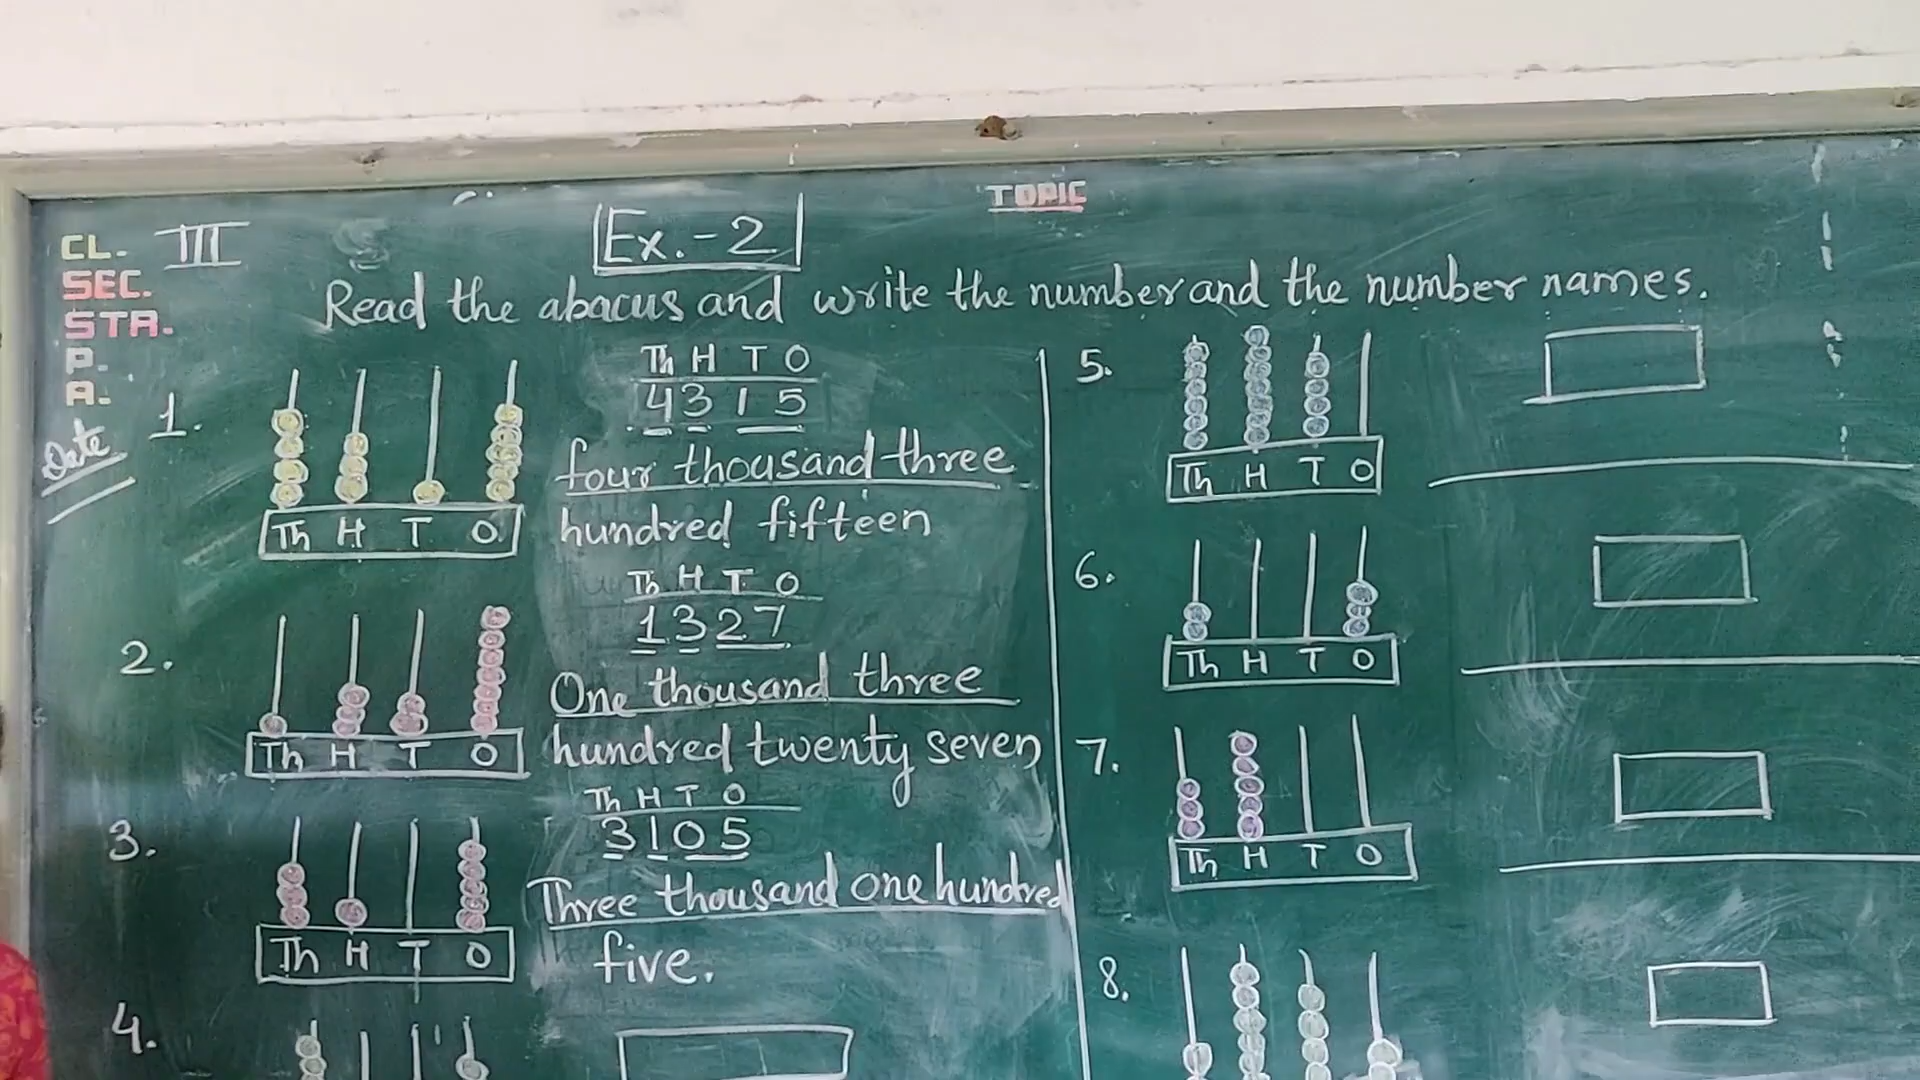 TOPIC
CL. III
SEC.
STR.
P.
A.
Date
Ex.-2
Read the abacus and write the number and the number names.
1.
Th H T O
Th H T O
4315
four thousand three
hundred fifteen
2.
Th H T O
Th H T O
1327
One thousand three
hundred twenty seven
3.
Th H T O
Th H T O
3105
Three thousand one hundred
five.
4.
5.
Th H T O
6.
Th H T O
7.
Th H T O
8.